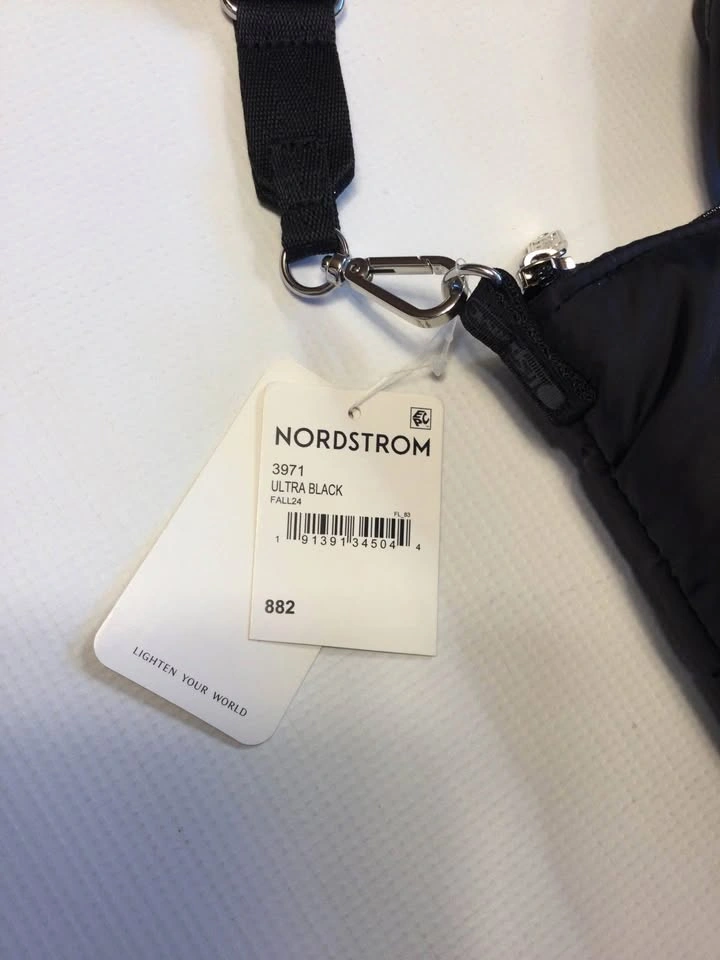 NORDSTROM
3971
ULTRA BLACK
FALL24
FL_83
1 91391 34504 4
882
LIGHTEN YOUR WORLD